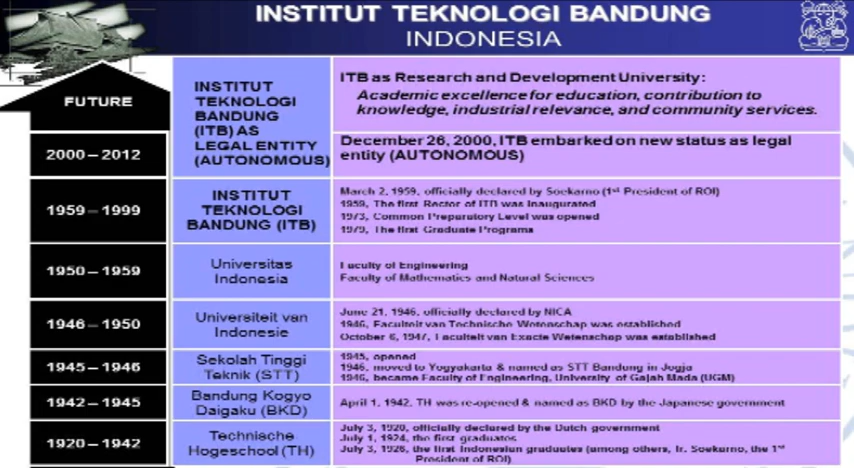 INSTITUT TEKNOLOGI BANDUNG
INDONESIA
FUTURE
INSTITUT
TEKNOLOGI
BANDUNG
(ITB) AS
LEGAL ENTITY
(AUTONOMOUS)
ITB as Research and Development University:
Academic excellence for education, contribution to
knowledge, industrial relevance, and community services.
2000 – 2012
December 26, 2000, ITB embarked on new status as legal
entity (AUTONOMOUS)
1959 – 1999
INSTITUT
TEKNOLOGI
BANDUNG (ITB)
March 2, 1959, officially declared by Soekarno (1st President of ROI)
1959, The first Rector of ITB was inaugurated
1973, Common Preparatory Level was opened
1979, The first Graduate Programs
1950 – 1959
Universitas
Indonesia
Faculty of Engineering
Faculty of Mathematics and Natural Sciences
1946 – 1950
Universiteit van
Indonesie
June 21, 1946, officially declared by NICA
1946, Faculteit van Technische Wetenschap was established
October 6, 1947, Faculteit van Exacte Wetenschap was established
1945 – 1946
Sekolah Tinggi
Teknik (STT)
1945, opened
1946, moved to Yogyakarta & named as STT Bandung in Jogja
1946, became Faculty of Engineering, University of Gajah Mada (UGM)
1942 – 1945
Bandung Kogyo
Daigaku (BKD)
April 1, 1942, TH was re-opened & named as BKD by the Japanese government
1920 – 1942
Technische
Hogeschool (TH)
July 3, 1920, officially declared by the Dutch government
July 1, 1924, the first graduates
July 3, 1926, the first Indonesian graduates (among others, Ir. Soekarno, the 1st
President of ROI)